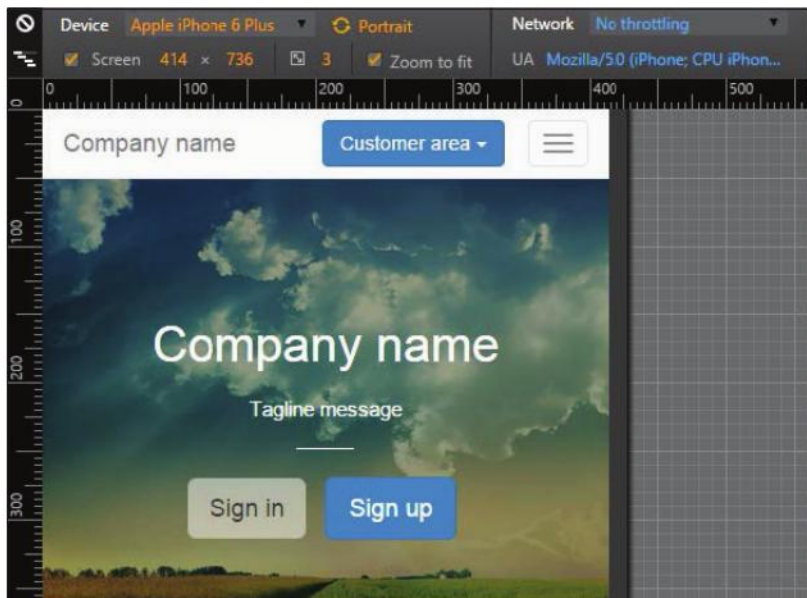 Device Apple iPhone 6 Plus Portrait Network No throttling
Screen 414 × 736 3 Zoom to fit UA Mozilla/5.0 (iPhone; CPU iPhon...
0 100 200 300 400 500
0
Company name Customer area
100
Company name
200
Tagline message
Sign in Sign up
300